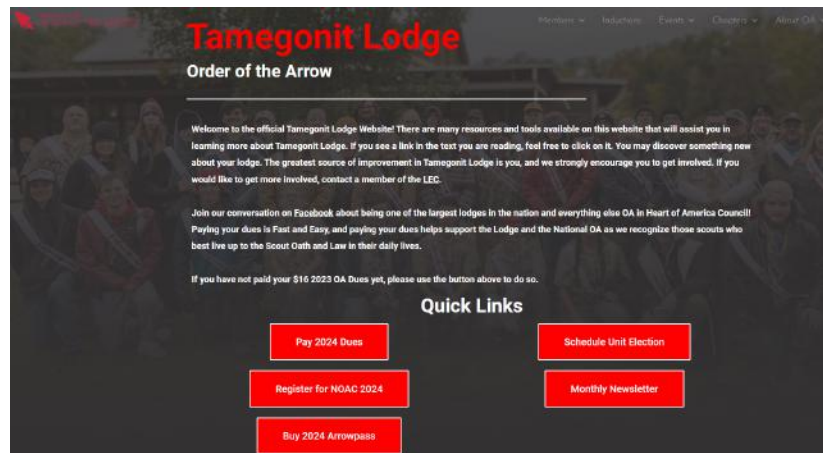 Members Inductions Events Chapters About OA
Tamegonit Lodge
Order of the Arrow
Welcome to the official Tamegonit Lodge Website! There are many resources and tools available on this website that will assist you in
learning more about Tamegonit Lodge. If you see a link in the text you are reading, feel free to click on it. You may discover something new
about your lodge. The greatest source of improvement in Tamegonit Lodge is you, and we strongly encourage you to get involved. If you
would like to get more involved, contact a member of the LEC.
Join our conversation on Facebook about being one of the largest lodges in the nation and everything else OA in Heart of America Council!
Paying your dues is Fast and Easy, and paying your dues helps support the Lodge and the National OA as we recognize those scouts who
best live up to the Scout Oath and Law in their daily lives.
If you have not paid your $16 2023 OA Dues yet, please use the button above to do so.
Quick Links
Pay 2024 Dues
Schedule Unit Election
Register for NOAC 2024
Monthly Newsletter
Buy 2024 Arrowpass